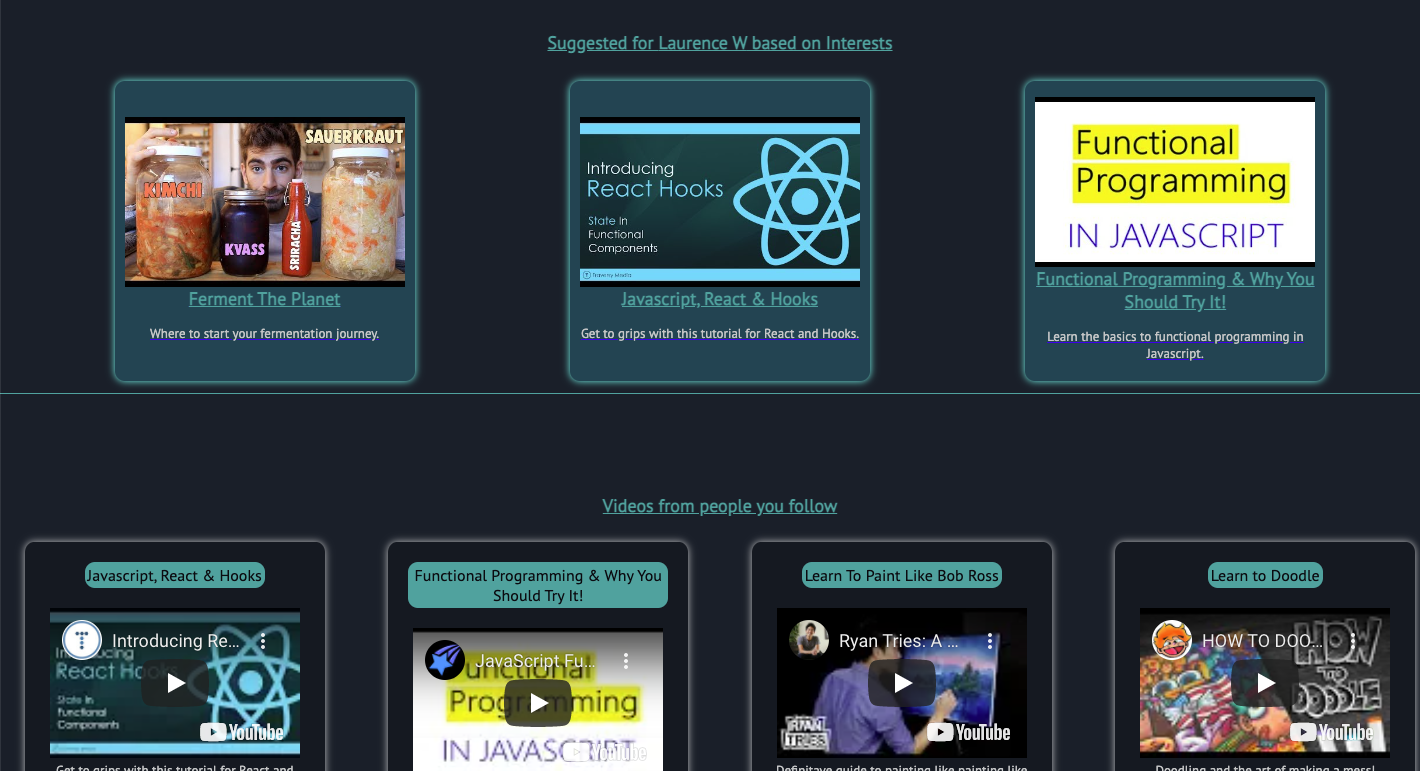 Suggested for Laurence W based on Interests
SAUERKRAUT
KIMCHI
KVASS
SRIRACHA
Ferment The Planet
Where to start your fermentation journey.
Introducing
React Hooks
State In
Functional
Components
Traversy Media
Javascript, React & Hooks
Get to grips with this tutorial for React and Hooks.
Functional
Programming
IN JAVASCRIPT
Functional Programming & Why You
Should Try It!
Learn the basics to functional programming in
Javascript.
Videos from people you follow
Javascript, React & Hooks
Introducing Re...
React Hooks
State In
Functional
Components
YouTube
Get to grips with this tutorial for React and
Functional Programming & Why You
Should Try It!
JavaScript Fu...
Functional
Programming
IN JAVASCRIPT
YouTube
Learn To Paint Like Bob Ross
Ryan Tries: A ...
RYAN
TRIES
YouTube
Definitave guide to painting like painting like
Learn to Doodle
HOW TO DOO...
HOW
TO
DOODLE
YouTube
Doodling and the art of making a mess!